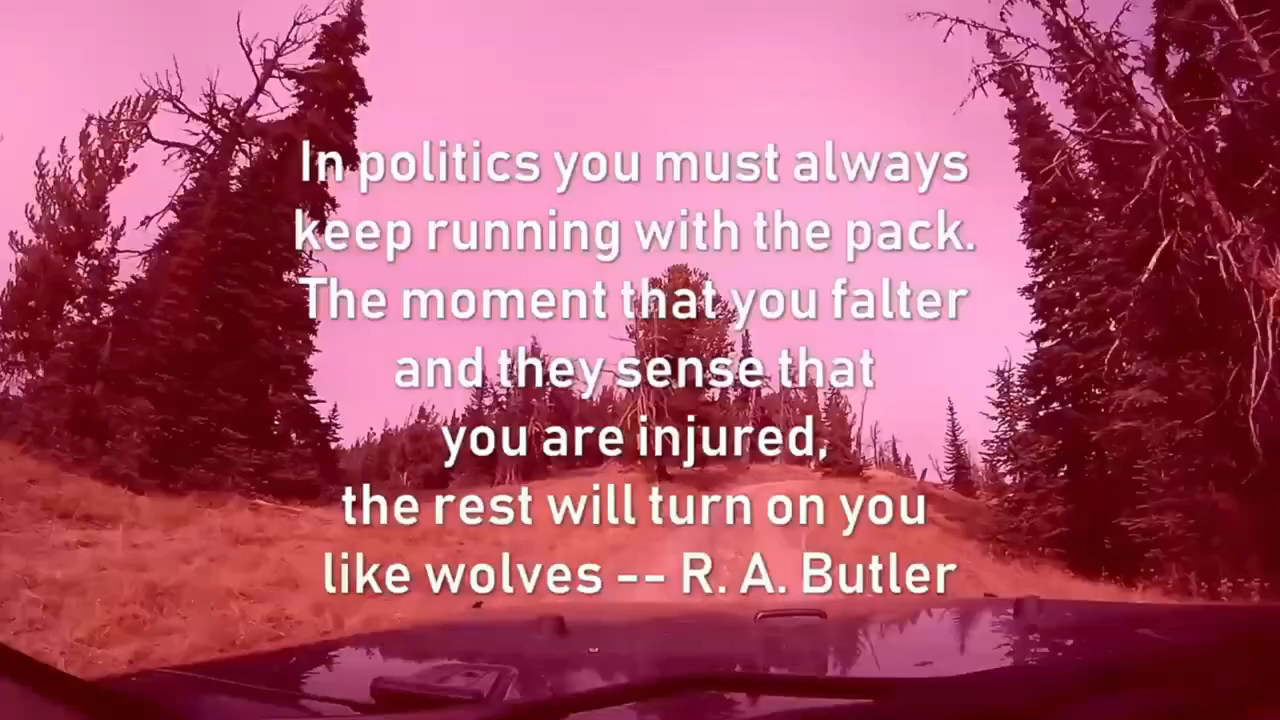 In politics you must always
keep running with the pack.
The moment that you falter
and they sense that
you are injured,
the rest will turn on you
like wolves -- R. A. Butler